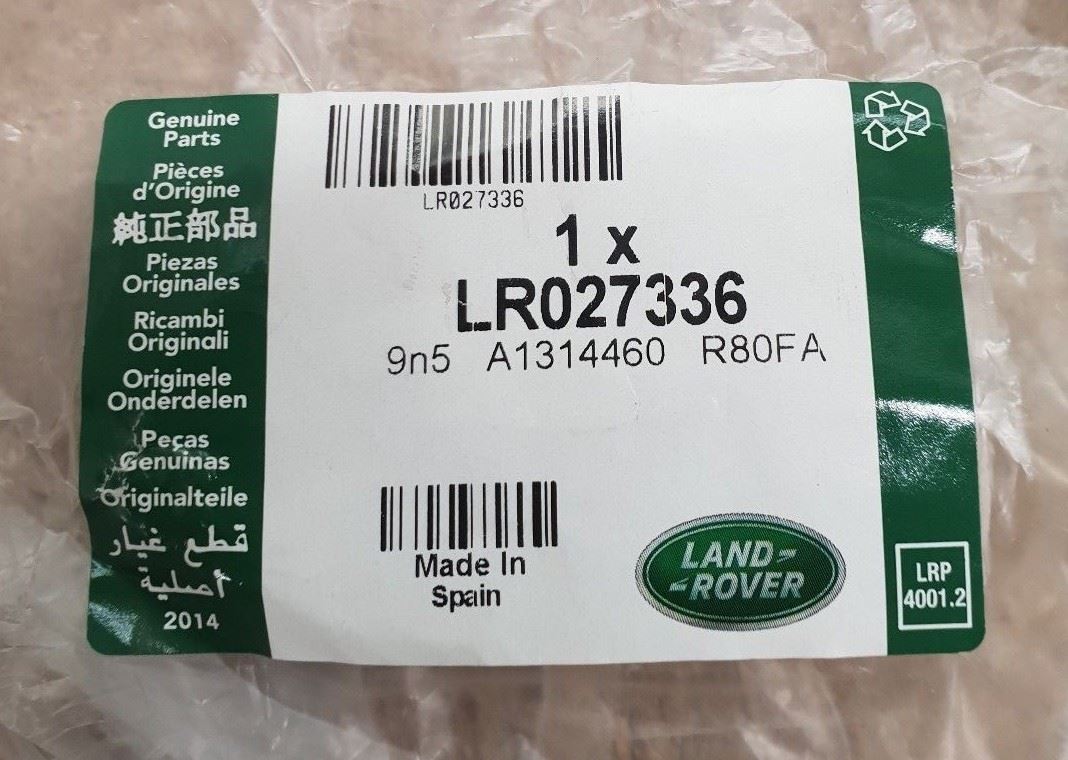 Genuine
Parts
Pièces
d'Origine
純正部品
Piezas
Originales
Ricambi
Originali
Originele
Onderdelen
Peças
Genuinas
Originalteile
قطع غيار
أصلية
2014
LR027336
1 x
LR027336
9n5 A1314460 R80FA
Made In
Spain
LAND
ROVER
LRP
4001.2